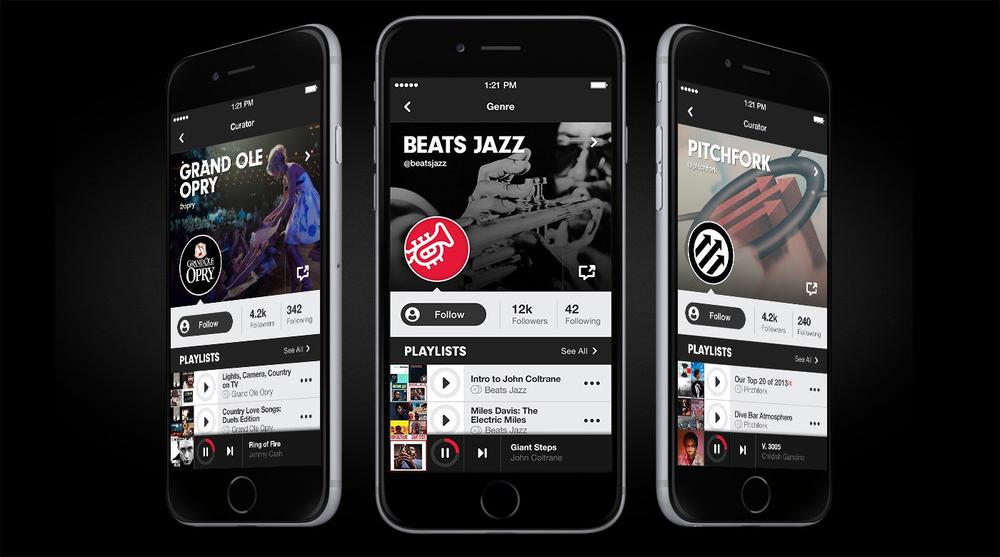 1:21 PM
Curator
GRAND OLE
OPRY
GRAND OLE
OPRY
Follow
4.2k
Followers
342
Following
PLAYLISTS
See All
Lights, Camera, Country
on TV
Grand Ole Opry
Country Love Songs:
Duets Edition
Grand Ole Opry
Ring of Fire
Johnny Cash
1:21 PM
Genre
BEATS JAZZ
@beatsjazz
Follow
12k
Followers
42
Following
PLAYLISTS
See All
Intro to John Coltrane
Beats Jazz
Miles Davis: The
Electric Miles
Beats Jazz
Giant Steps
John Coltrane
1:21 PM
Curator
PITCHFORK
@pitchfork
Follow
4.2k
Followers
240
Following
PLAYLISTS
See All
Our Top 20 of 2013
Pitchfork
Dive Bar Atmosphere
Pitchfork
V. 3005
Childish Gambino